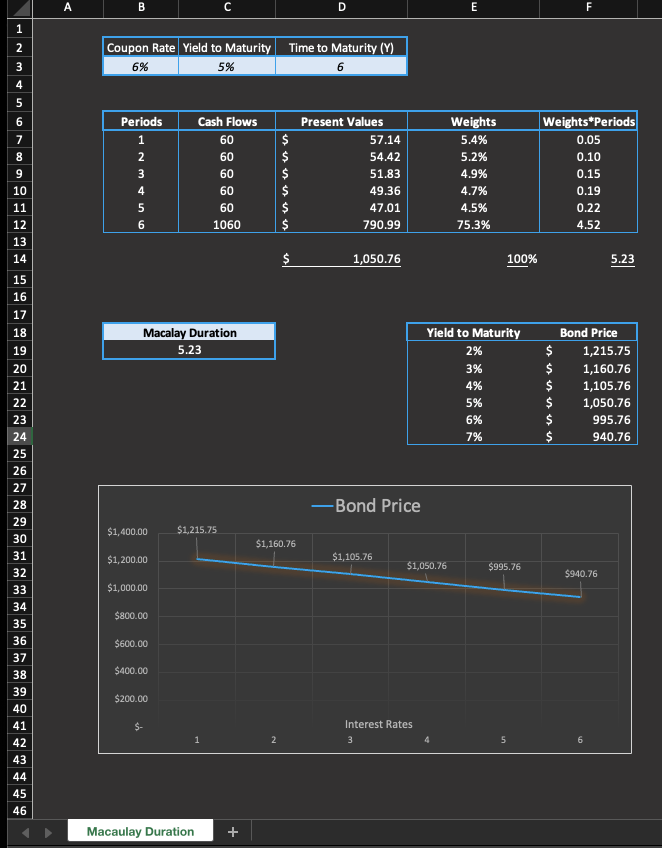 A B C D E F
1
2 Coupon Rate Yield to Maturity Time to Maturity (Y)
3 6% 5% 6
4
5
6 Periods Cash Flows Present Values Weights Weights*Periods
7 1 60 $ 57.14 5.4% 0.05
8 2 60 $ 54.42 5.2% 0.10
9 3 60 $ 51.83 4.9% 0.15
10 4 60 $ 49.36 4.7% 0.19
11 5 60 $ 47.01 4.5% 0.22
12 6 1060 $ 790.99 75.3% 4.52
13
14 $ 1,050.76 100% 5.23
15
16
17
18 Macalay Duration Yield to Maturity Bond Price
19 5.23 2% $ 1,215.75
20 3% $ 1,160.76
21 4% $ 1,105.76
22 5% $ 1,050.76
23 6% $ 995.76
24 7% $ 940.76
25
26
27
28 Bond Price
29
30 $1,400.00 $1,215.75
31 $1,160.76
32 $1,200.00 $1,105.76 $1,050.76 $995.76 $940.76
33 $1,000.00
34
35 $800.00
36 $600.00
37
38 $400.00
39
40 $200.00
41 $- Interest Rates
42 1 2 3 4 5 6
43
44
45
46
Macaulay Duration +